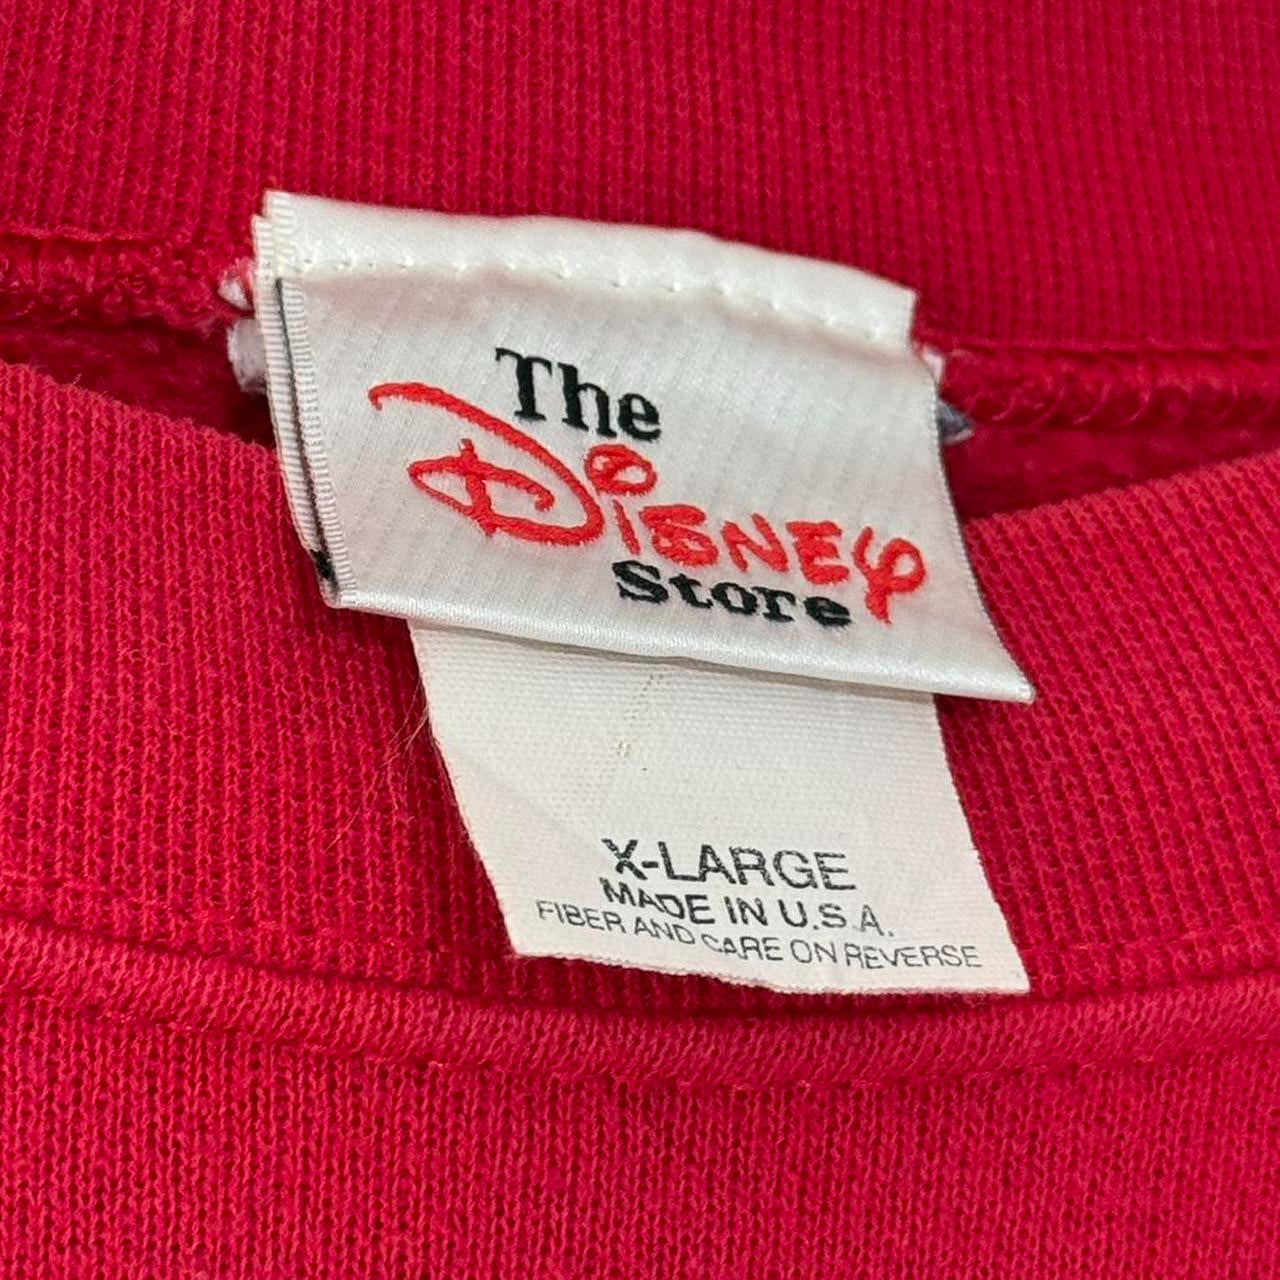 The
Disney
Store
X-LARGE
MADE IN U.S.A.
FIBER AND CARE ON REVERSE